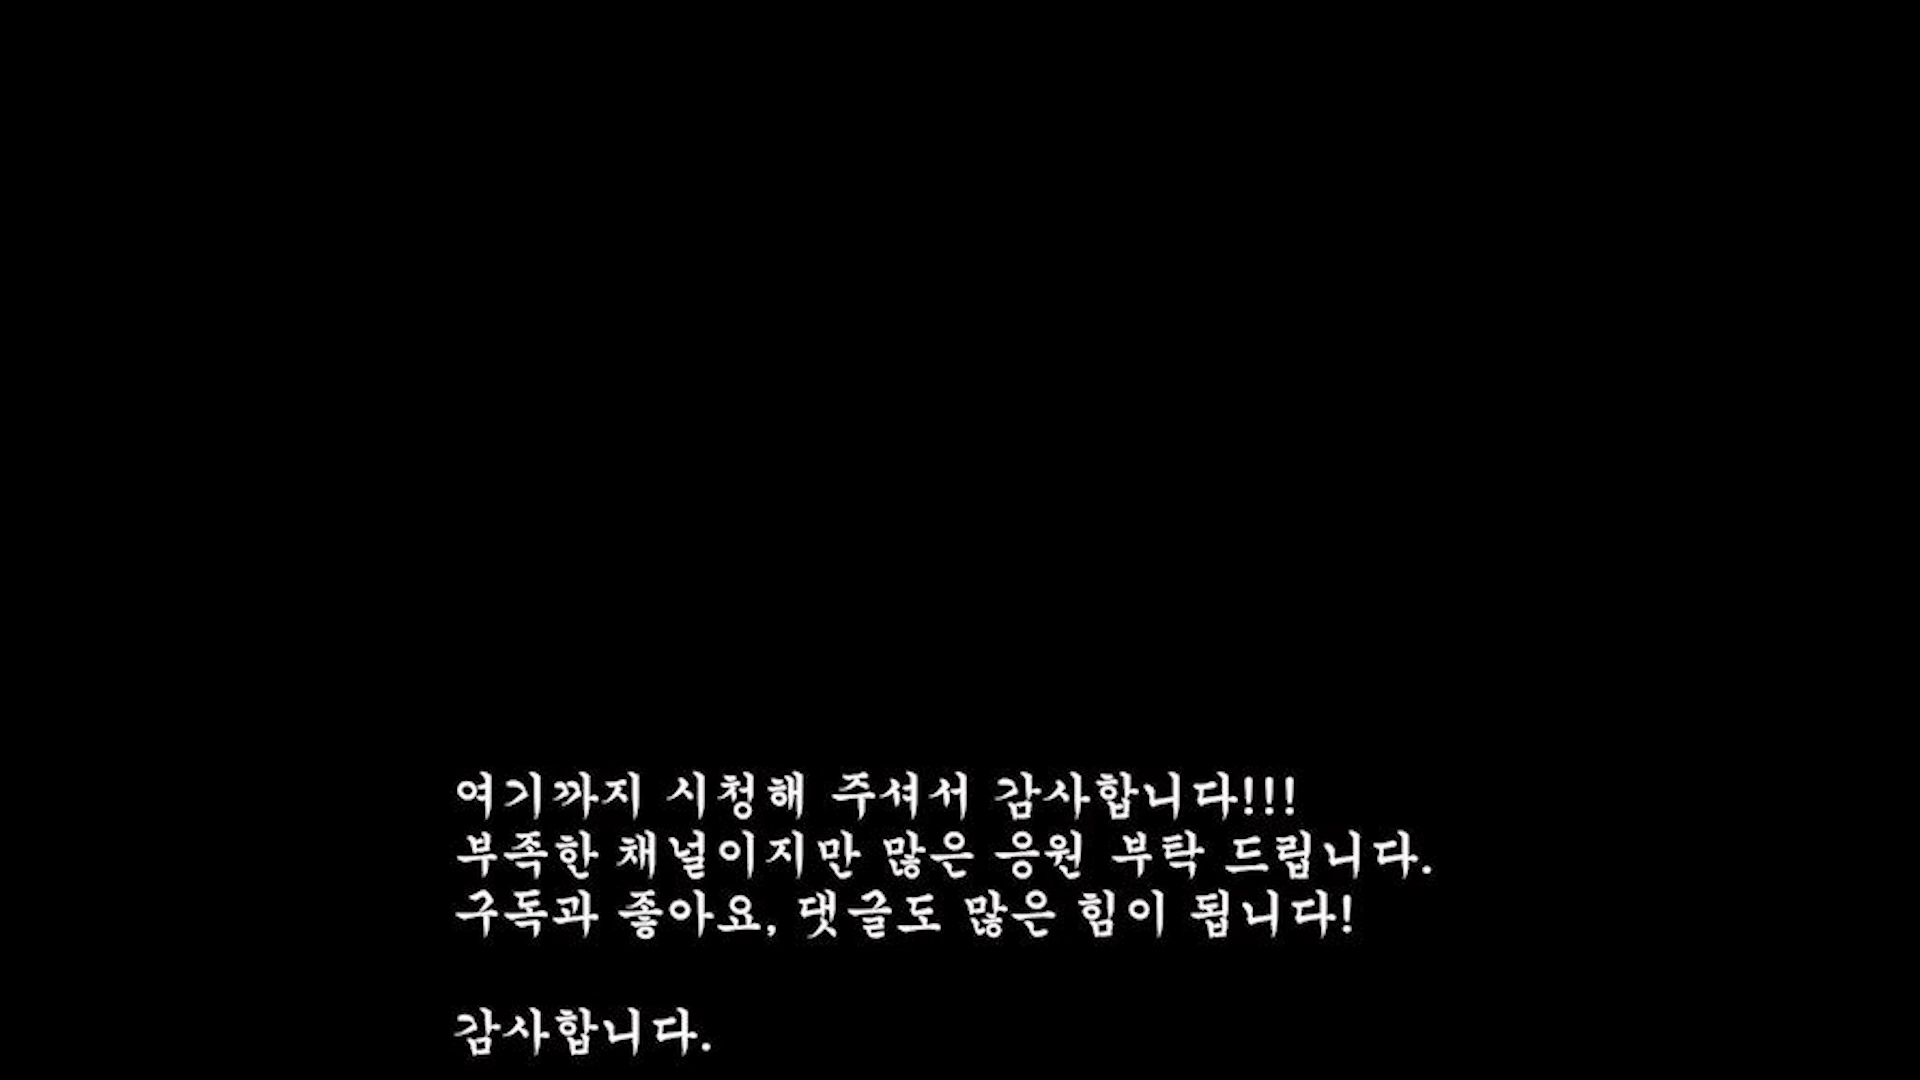 여기까지 시청해 주셔서 감사합니다!!!
부족한 채널이지만 많은 응원 부탁 드립니다.
구독과 좋아요, 댓글도 많은 힘이 됩니다!
감사합니다.